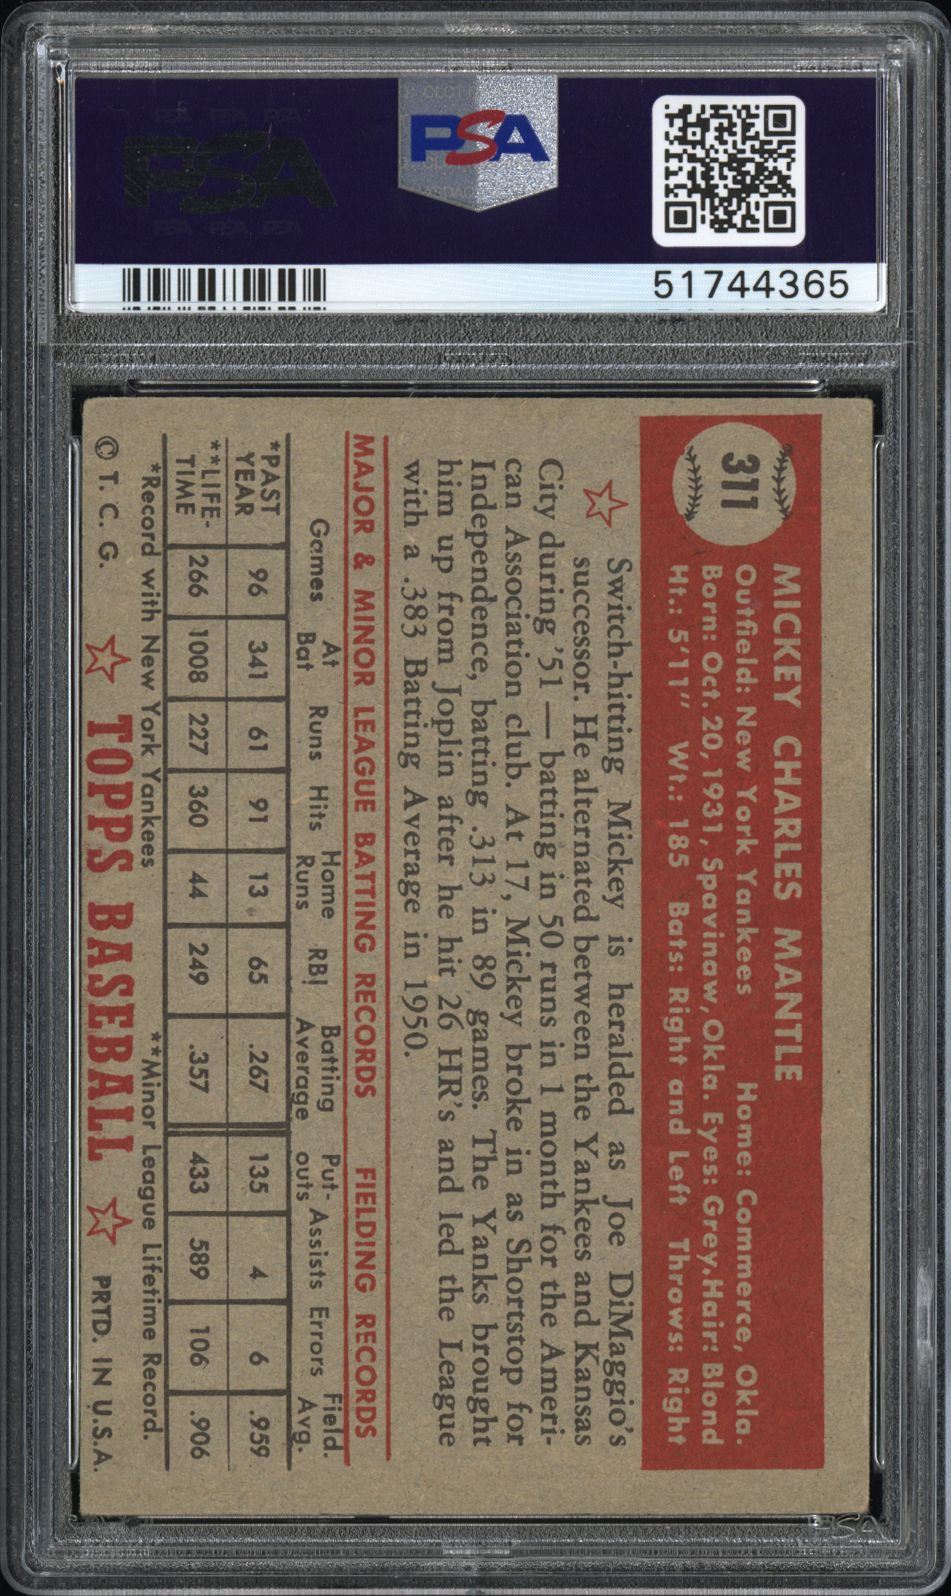 PSA
PSA
51744365
311
MICKEY CHARLES MANTLE
Outfield: New York Yankees Home: Commerce, Okla.
Born: Oct. 20, 1931, Spavinaw, Okla. Eyes: Grey. Hair: Blond
Ht.: 5'11" Wt.: 185 Bats: Right and Left Throws: Right
Switch-hitting Mickey is heralded as Joe DiMaggio's
successor. He alternated between the Yankees and Kansas
City during '51 — batting in 50 runs in 1 month for the Ameri-
can Association club. At 17, Mickey broke in as Shortstop for
Independence, batting .313 in 89 games. The Yanks brought
him up from Joplin after he hit 26 HR's and led the League
with a .383 Batting Average in 1950.
MAJOR & MINOR LEAGUE BATTING RECORDS FIELDING RECORDS
Games At Bat Runs Hits Home Runs RBI Batting Average Put-outs Assists Errors Field. Avg.
*PAST YEAR 96 341 61 91 13 65 .267 135 4 6 .959
**LIFE-TIME 266 1008 227 360 44 249 .357 433 589 106 .906
*Record with New York Yankees **Minor League Lifetime Record.
© T. C. G. TOPPS BASEBALL PRTD. IN U.S.A.
PSA